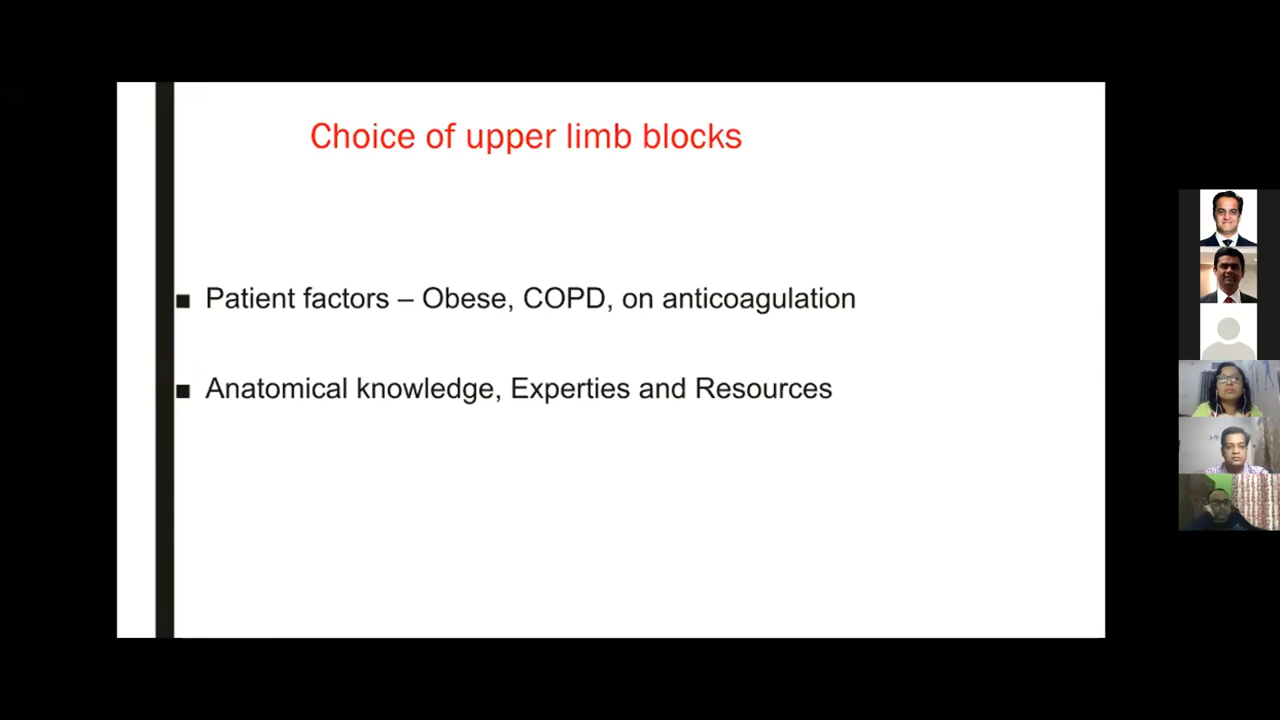 Choice of upper limb blocks
■ Patient factors – Obese, COPD, on anticoagulation
■ Anatomical knowledge, Experties and Resources